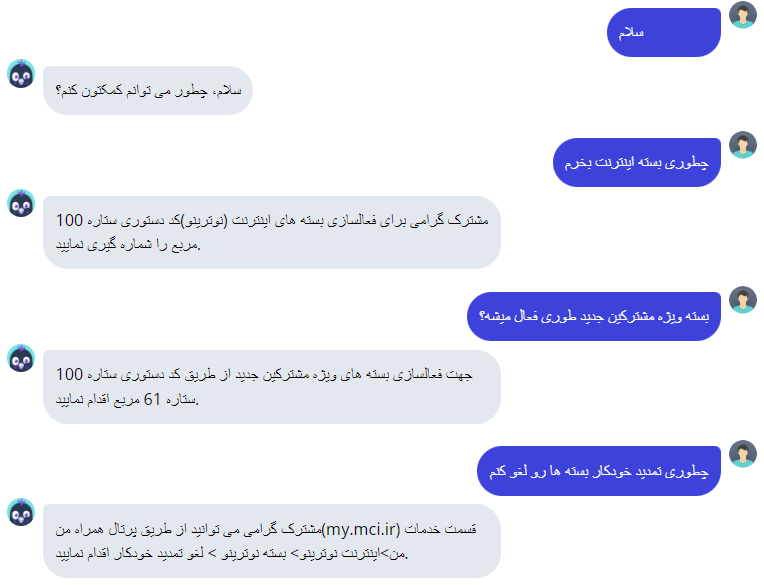 سلام
سلام، چطور می توانم کمکتون کنم؟
چطوری بسته اینترنت بخرم
مشترک گرامی برای فعالسازی بسته های اینترنت (نوترینو)کد دستوری ستاره 100
مربع را شماره گیری نمایید.
بسته ویژه مشترکین جدید طوری فعال میشه؟
جهت فعالسازی بسته های ویژه مشترکین جدید از طریق کد دستوری ستاره 100
ستاره 61 مربع اقدام نمایید.
چطوری تمدید خودکار بسته ها رو لغو کنم
مشترک گرامی می توانید از طریق پرتال همراه من(my.mci.ir) قسمت خدمات
من>اینترنت نوترینو> بسته نوترینو > لغو تمدید خودکار اقدام نمایید.